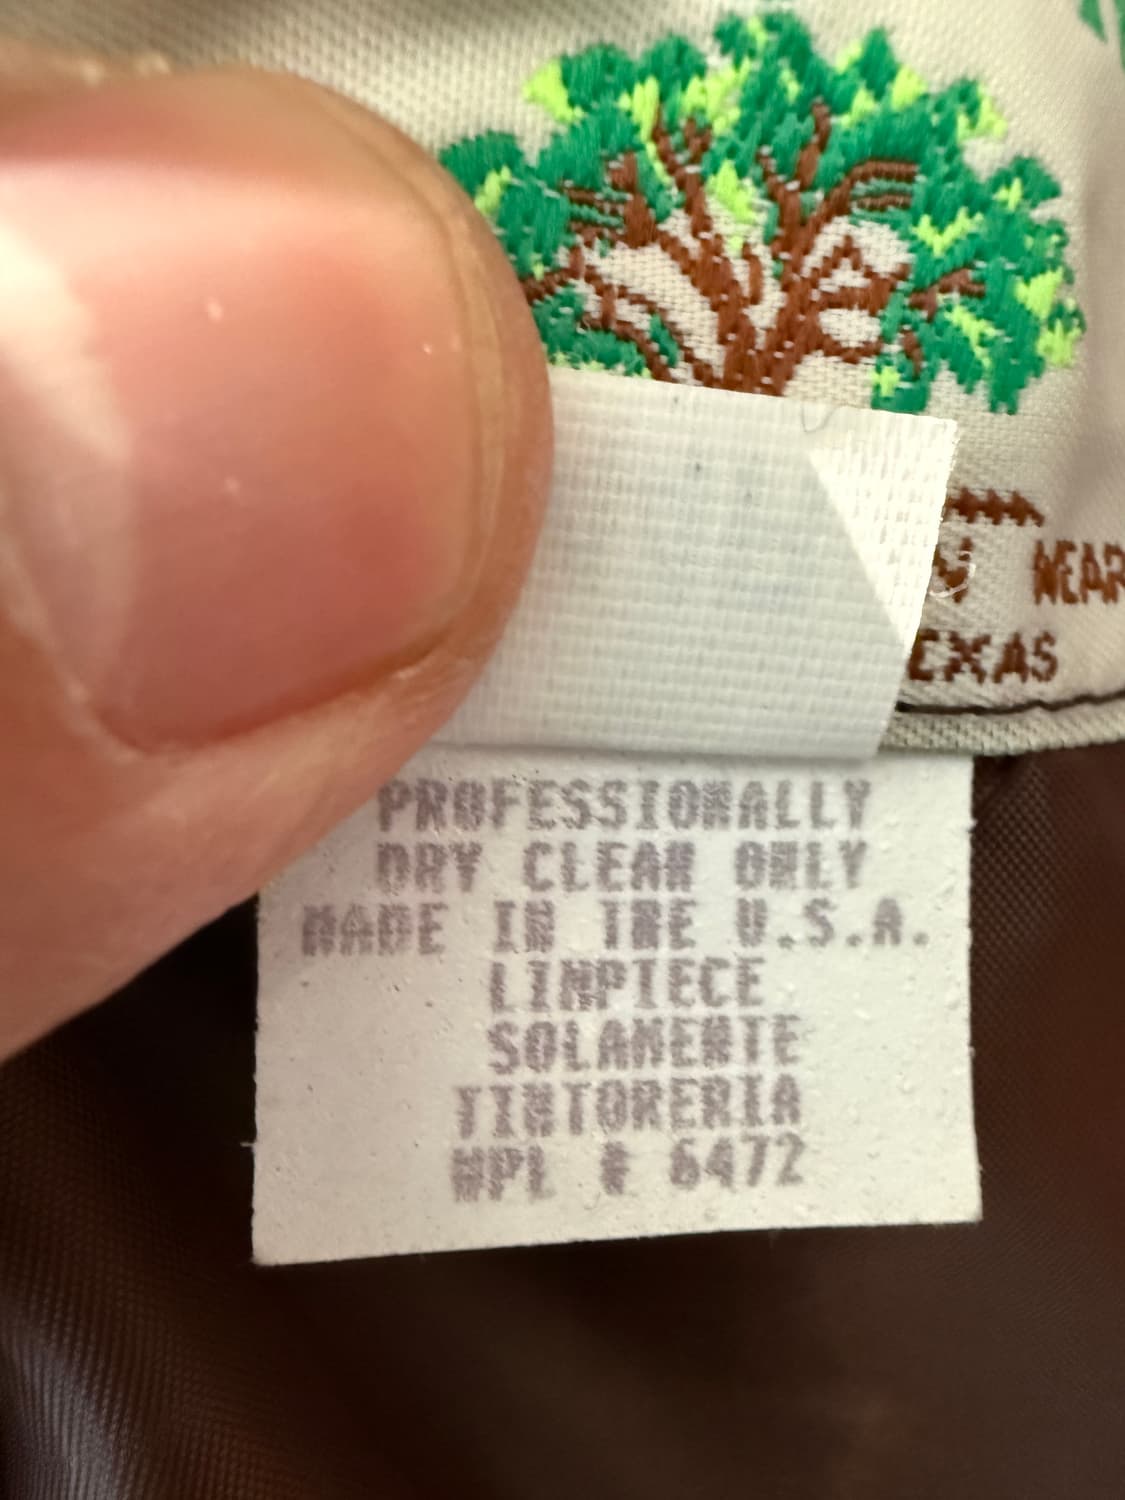 WEAR
EXAS
PROFESSIONALLY
DRY CLEAN ONLY
MADE IN THE U.S.A.
LIMPIECE
SOLAMENTE
TINTORERIA
WPL # 6472